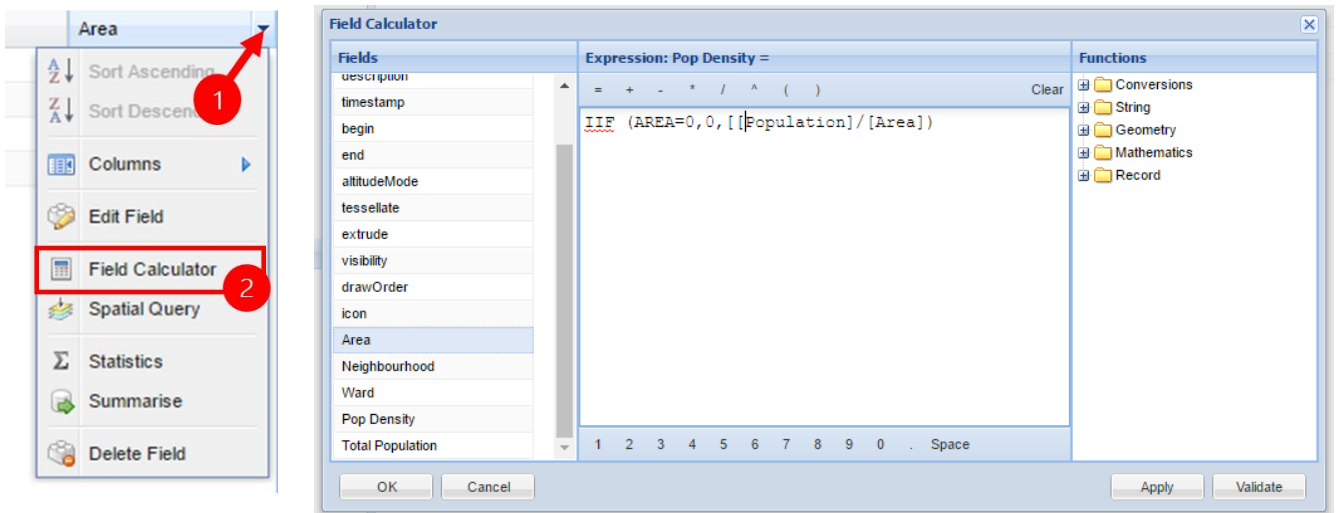 Area
Sort Ascending
1
Sort Descen
Columns
Edit Field
Field Calculator
2
Spatial Query
Statistics
Summarise
Delete Field
Field Calculator
Fields
description
timestamp
begin
end
altitudeMode
tessellate
extrude
visibility
drawOrder
icon
Area
Neighbourhood
Ward
Pop Density
Total Population
Expression: Pop Density =
= + - * / ^ ( ) Clear
IIF (AREA=0,0,[[Population]/[Area])
1 2 3 4 5 6 7 8 9 0 . Space
Functions
Conversions
String
Geometry
Mathematics
Record
OK Cancel Apply Validate